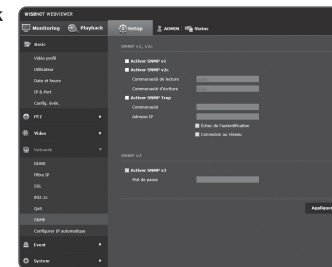 k
WISENET WEBVIEWER
Monitoring Playback Setup ADMIN Status
Basic
Vidéo profil
Utilisateur
Date et heure
IP & Port
Config. évén.
PTZ
Vidéo
Network
DDNS
Filtre IP
SSL
802.1x
QoS
SNMP
Configurer IP automatique
Event
System
SNMP v1, v2c
Activer SNMP v1
Activer SNMP v2c
Communauté de lecture
Communauté d'écriture
Activer SNMP Trap
Communauté
Adresse IP
Échec de l'authentification
Connexion au réseau
SNMP v3
Activer SNMP v3
Mot de passe
Appliquer